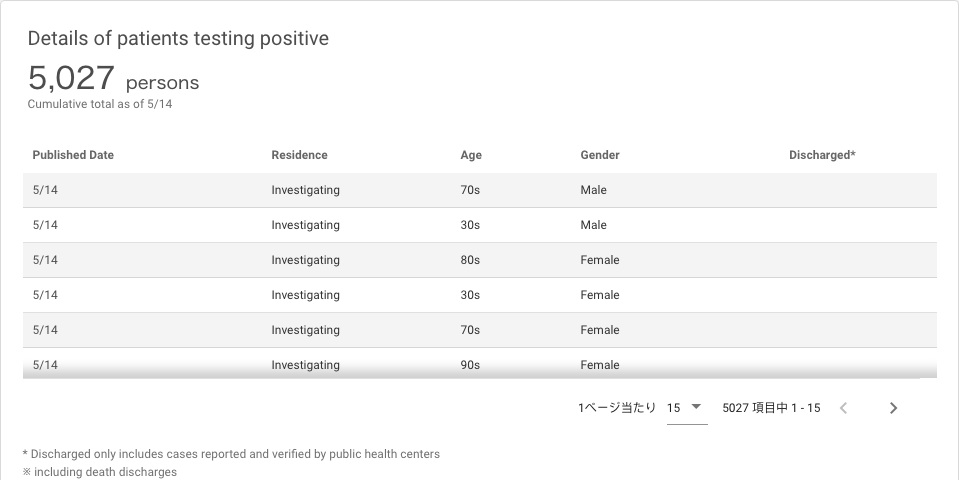 Details of patients testing positive
5,027 persons
Cumulative total as of 5/14
Published Date Residence Age Gender Discharged*
5/14 Investigating 70s Male
5/14 Investigating 30s Male
5/14 Investigating 80s Female
5/14 Investigating 30s Female
5/14 Investigating 70s Female
5/14 Investigating 90s Female
1ページ当たり 15 5027 項目中 1 - 15
* Discharged only includes cases reported and verified by public health centers
※ including death discharges